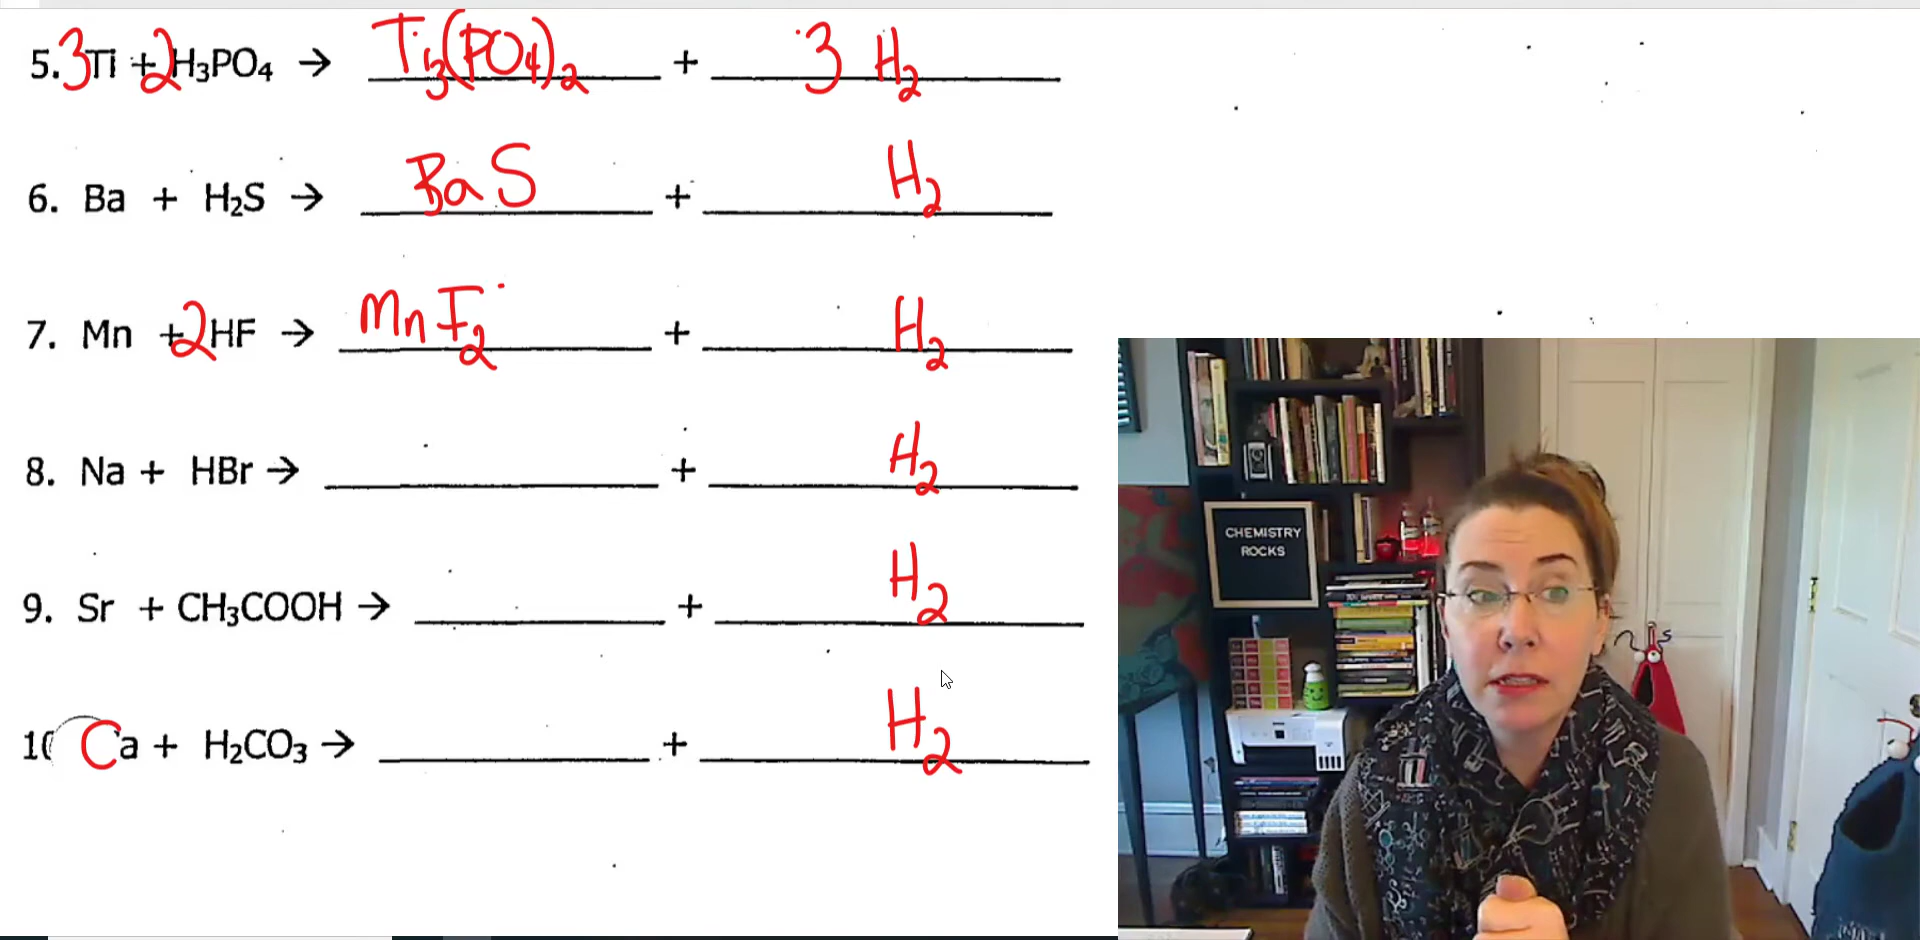 5. 3Ti + 2H₃PO₄ → Ti₃(PO₄)₂ + 3 H₂
6. Ba + H₂S → BaS + H₂
7. Mn + 2HF → MnF₂ + H₂
8. Na + HBr → + H₂
9. Sr + CH₃COOH → + H₂
10 Ca + H₂CO₃ → + H₂
CHEMISTRY
ROCKS